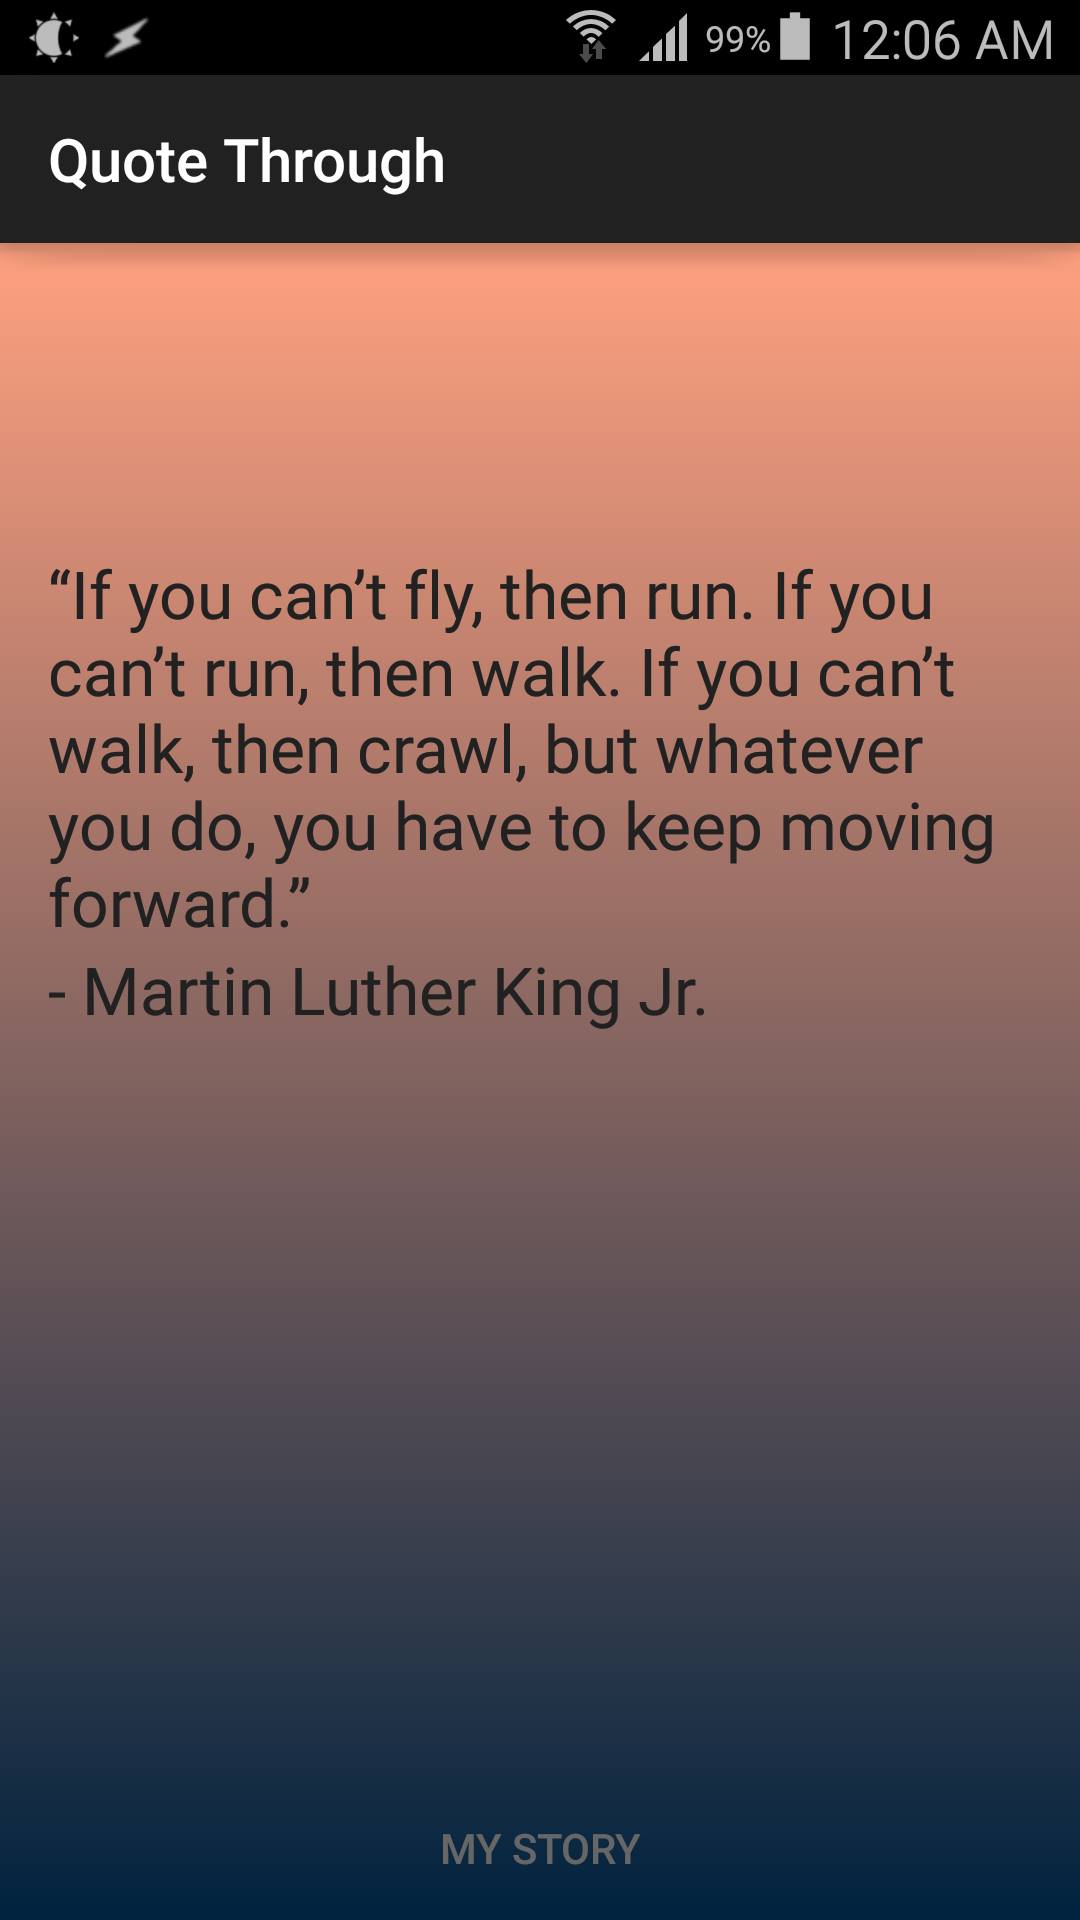 99% 12:06 AM
Quote Through
“If you can’t fly, then run. If you
can’t run, then walk. If you can’t
walk, then crawl, but whatever
you do, you have to keep moving
forward.”
- Martin Luther King Jr.
MY STORY